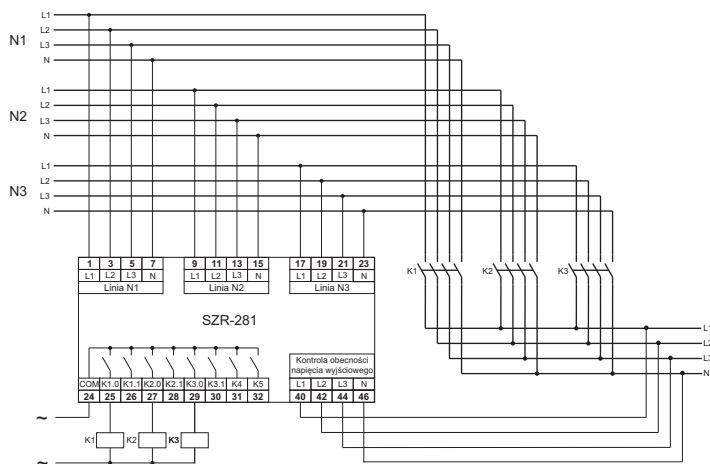 L1
L2
N1
L3
N
L1
L2
N2
L3
N
L1
L2
N3
L3
N
1 3 5 7
L1 L2 L3 N
Linia N1
9 11 13 15
L1 L2 L3 N
Linia N2
17 19 21 23
L1 L2 L3 N
Linia N3
K1 K2 K3
SZR-281
L1
L2
L3
N
Kontrola obecności
napięcia wyjściowego
COM K1.0 K1.1 K2.0 K2.1 K3.0 K3.1 K4 K5
24 25 26 27 28 29 30 31 32
L1 L2 L3 N
40 42 44 46
~
K1 K2 K3
~